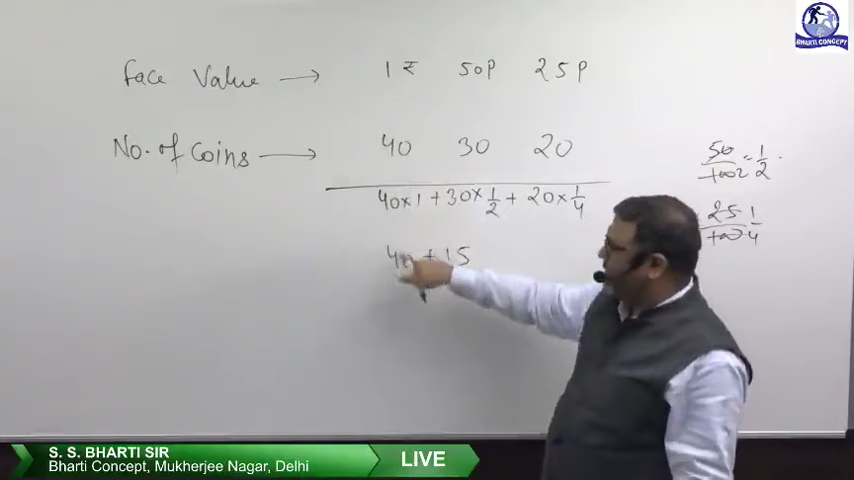 BHARTI CONCEPT
Face Value → 1 ₹ 50P 25P
No. of Coins → 40 30 20
40×1 + 30×1/2 + 20×1/4
40 + 15
50/100 = 1/2
25/100 1/4
S. S. BHARTI SIR
Bharti Concept, Mukherjee Nagar, Delhi
LIVE